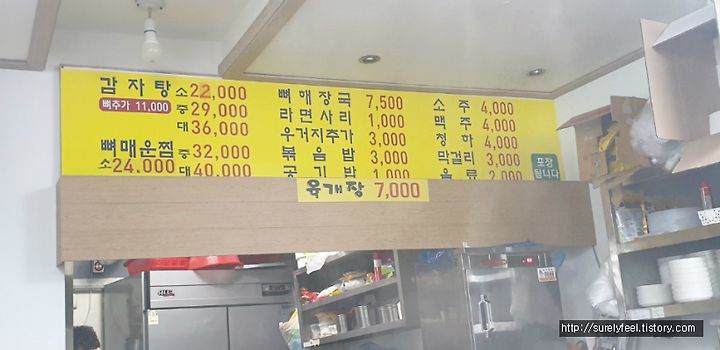 감자탕 소 22,000
뼈추가 11,000 중 29,000
대 36,000
뼈매운찜 중 32,000
소 24,000 대 40,000
뼈해장국 7,500
라면사리 1,000
우거지추가 3,000
볶음밥 3,000
공기밥 1,000
소주 4,000
맥주 4,000
청하 4,000
막걸리 3,000
음료 2,000
포장
됩니다
육개장 7,000
http://surelyfeel.tistory.com